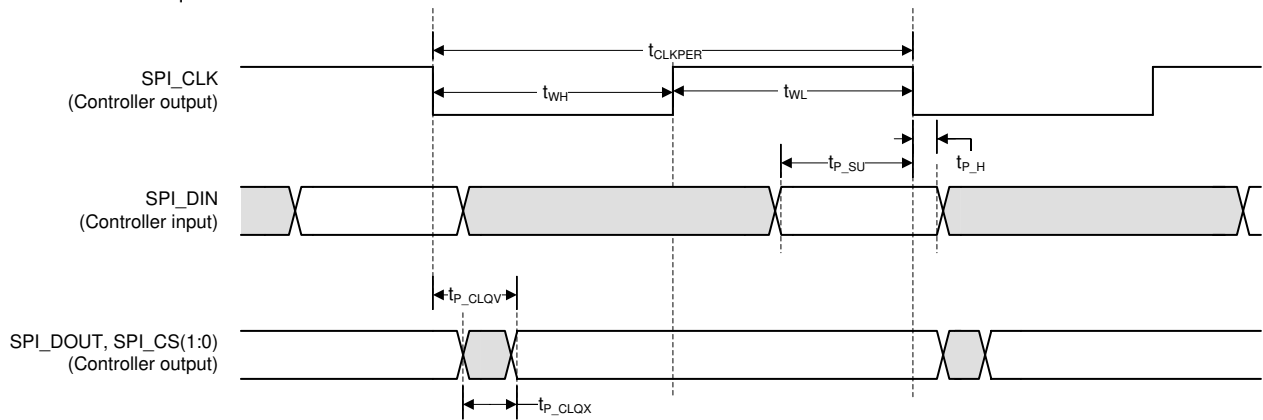 tCLKPER
SPI_CLK
(Controller output)
tWH
tWL
tP_SU
tP_H
SPI_DIN
(Controller input)
tP_CLQV
SPI_DOUT, SPI_CS(1:0)
(Controller output)
tP_CLQX